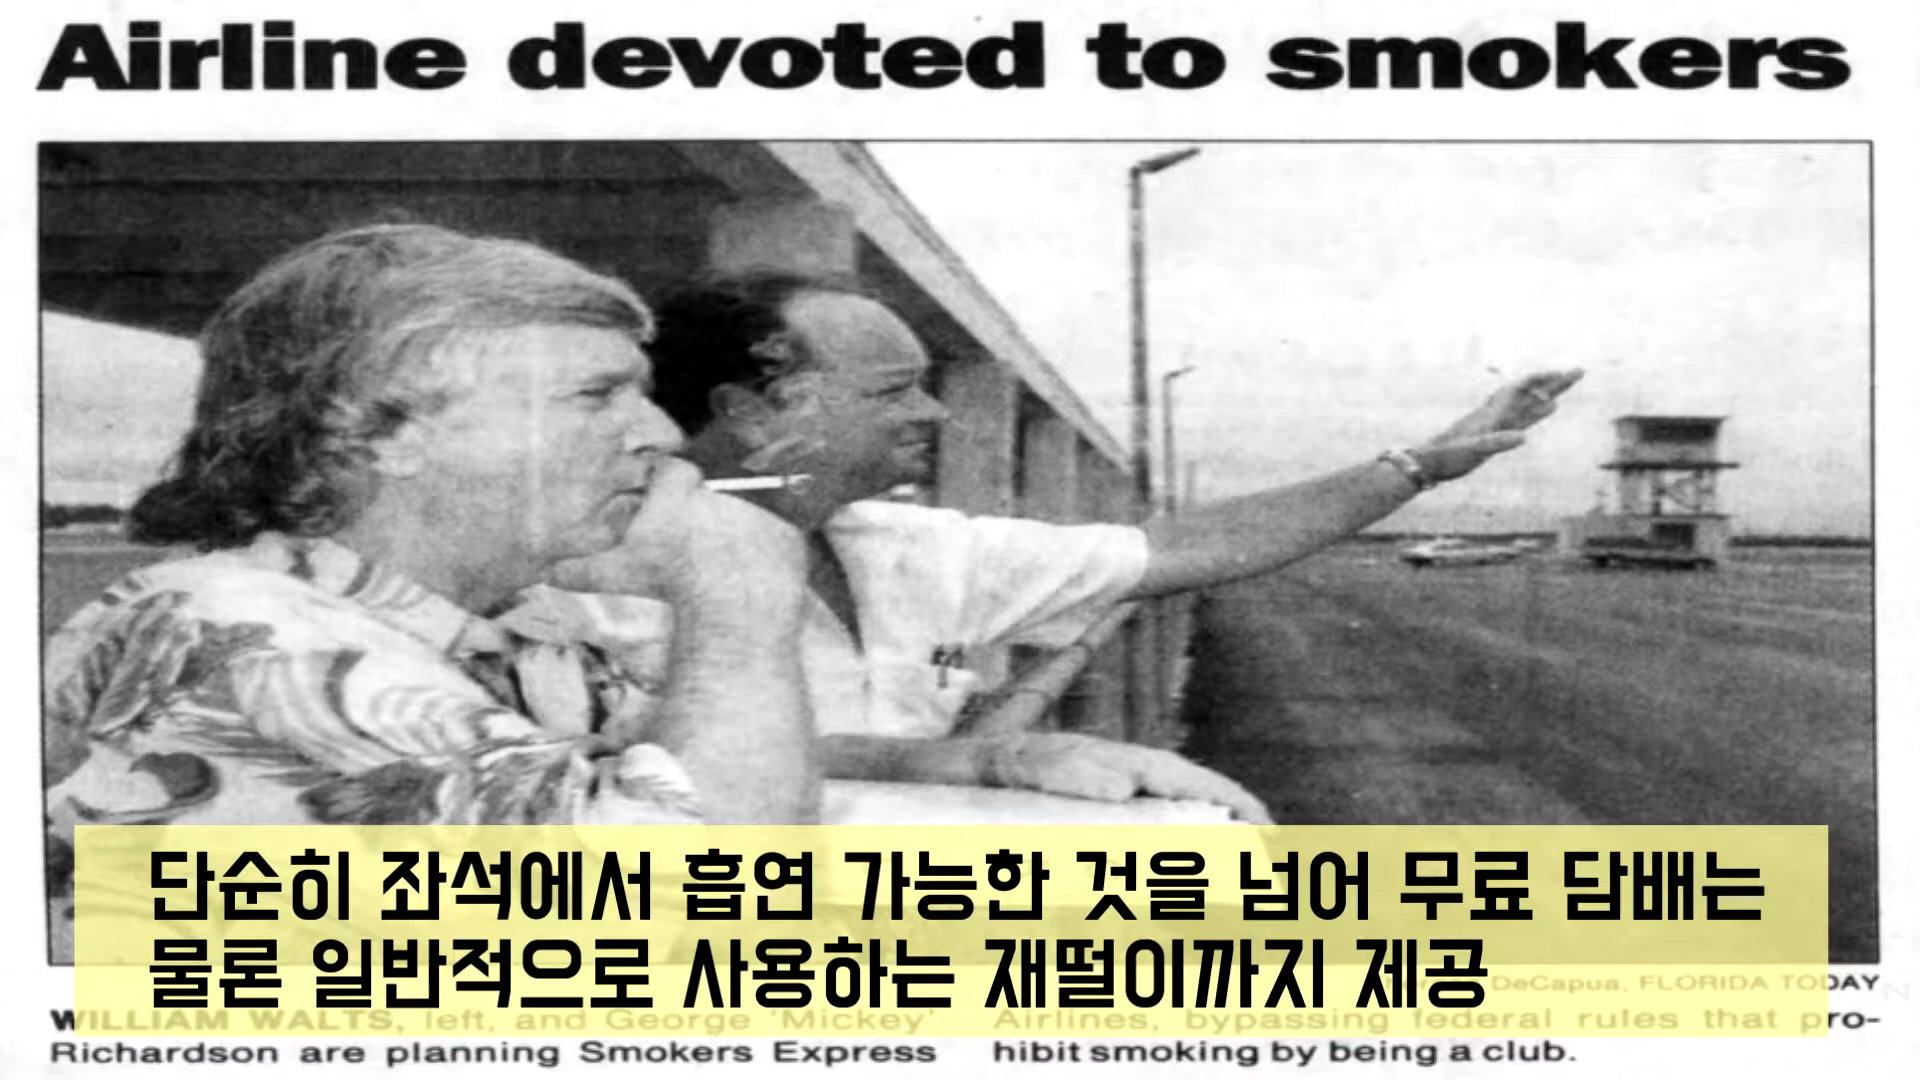 Airline devoted to smokers
단순히 좌석에서 흡연 가능한 것을 넘어 무료 담배는
물론 일반적으로 사용하는 재떨이까지 제공
DeCapua, FLORIDA TODAY
WILLIAM WALTS, left, and George 'Mickey'
Richardson are planning Smokers Express
Airlines, bypassing federal rules that pro-
hibit smoking by being a club.